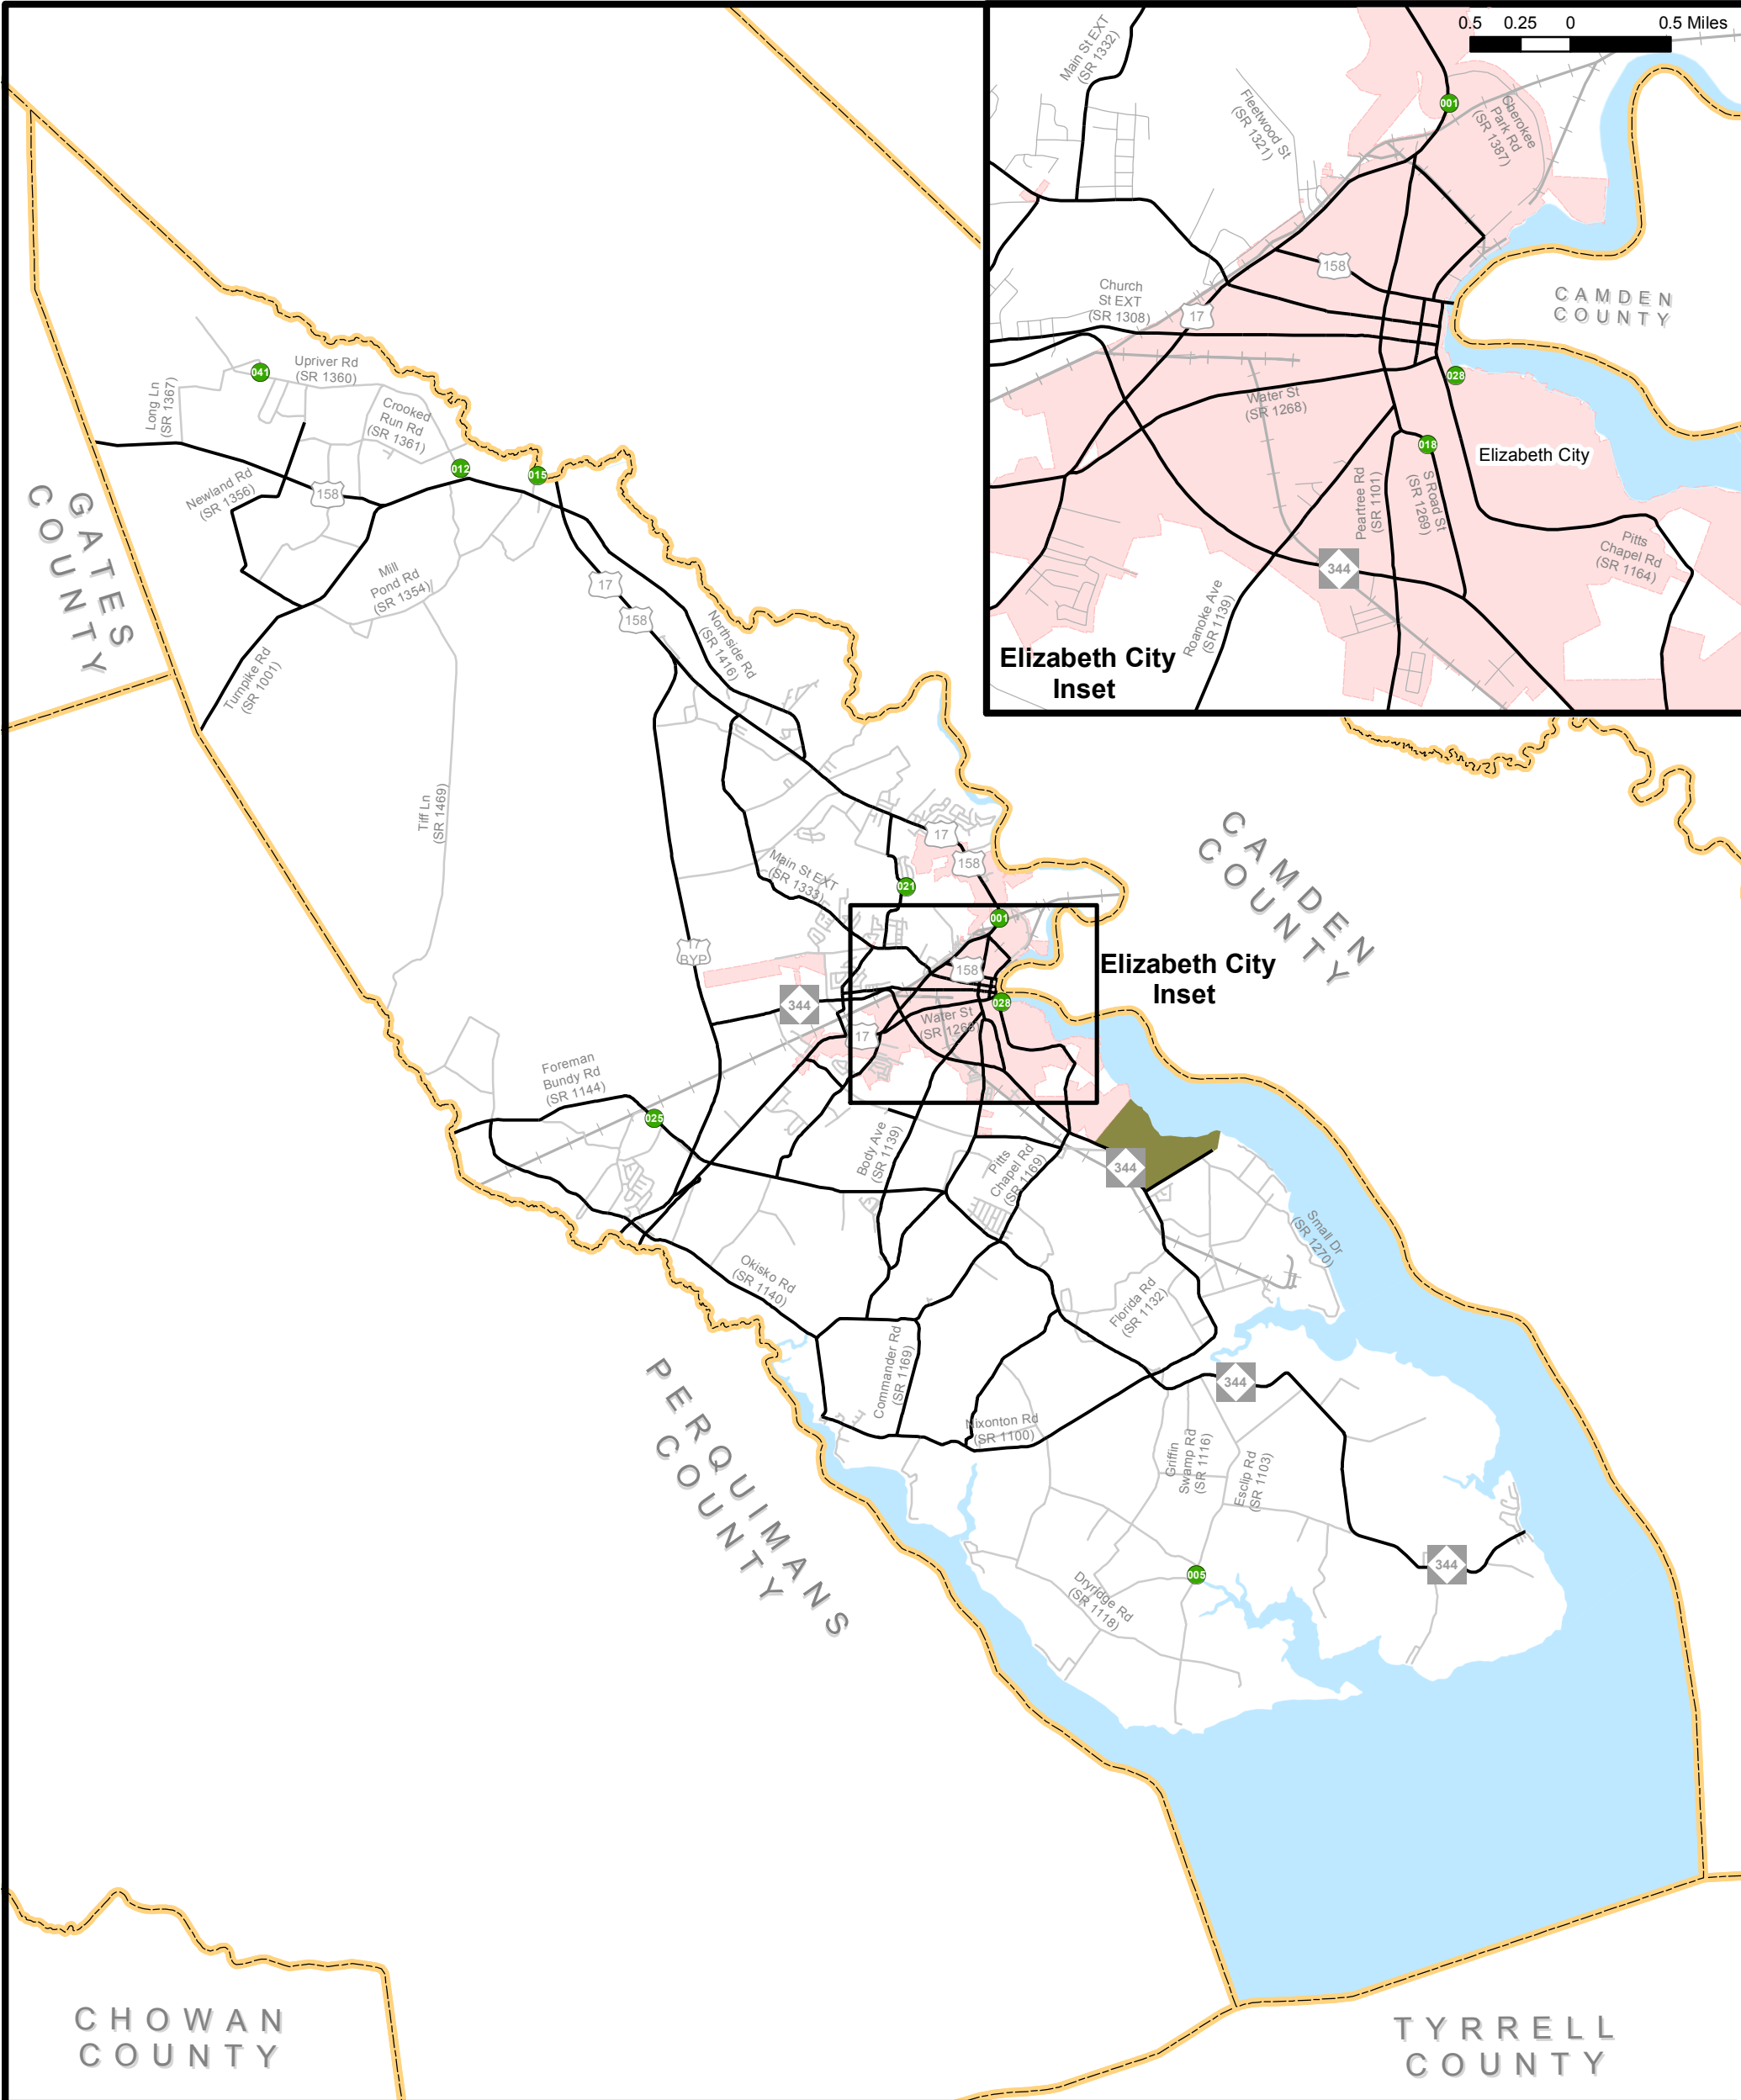 0.5 0.25 0 0.5 Miles
Main St EXT
(SR 1332)
001
Cherokee
Park Rd
(SR 1387)
Fleetwood St
(SR 1321)
158
Church
St EXT
(SR 1308)
17
CAMDEN
COUNTY
028
Water St
(SR 1268)
018
Elizabeth City
Peartree Rd
(SR 1101)
S Road St
(SR 1269)
Pitts
Chapel Rd
(SR 1164)
344
Roanoke Ave
(SR 1139)
Elizabeth City
Inset
041
Upriver Rd
(SR 1360)
Long Ln
(SR 1367)
Crooked
Run Rd
(SR 1361)
012
015
Newland Rd
(SR 1356)
158
GATES
COUNTY
Mill
Pond Rd
(SR 1354)
17
158
Northside Rd
(SR 1416)
Turnpike Rd
(SR 1001)
Tiff Ln
(SR 1469)
17
158
Main St EXT
(SR 1333)
021
001
CAMDEN
COUNTY
17
BYP
158
Elizabeth City
Inset
344
028
Water St
(SR 1268)
17
Foreman
Bundy Rd
(SR 1144)
025
Body Ave
(SR 1139)
Pitts
Chapel Rd
(SR 1169)
344
Small Dr
(SR 1270)
Okisko Rd
(SR 1140)
Florida Rd
(SR 1132)
Commander Rd
(SR 1169)
344
PERQUIMANS
COUNTY
Nixonton Rd
(SR 1100)
Griffin
Swamp Rd
(SR 1116)
Esclip Rd
(SR 1103)
344
005
Dryridge Rd
(SR 1118)
CHOWAN
COUNTY
TYRRELL
COUNTY